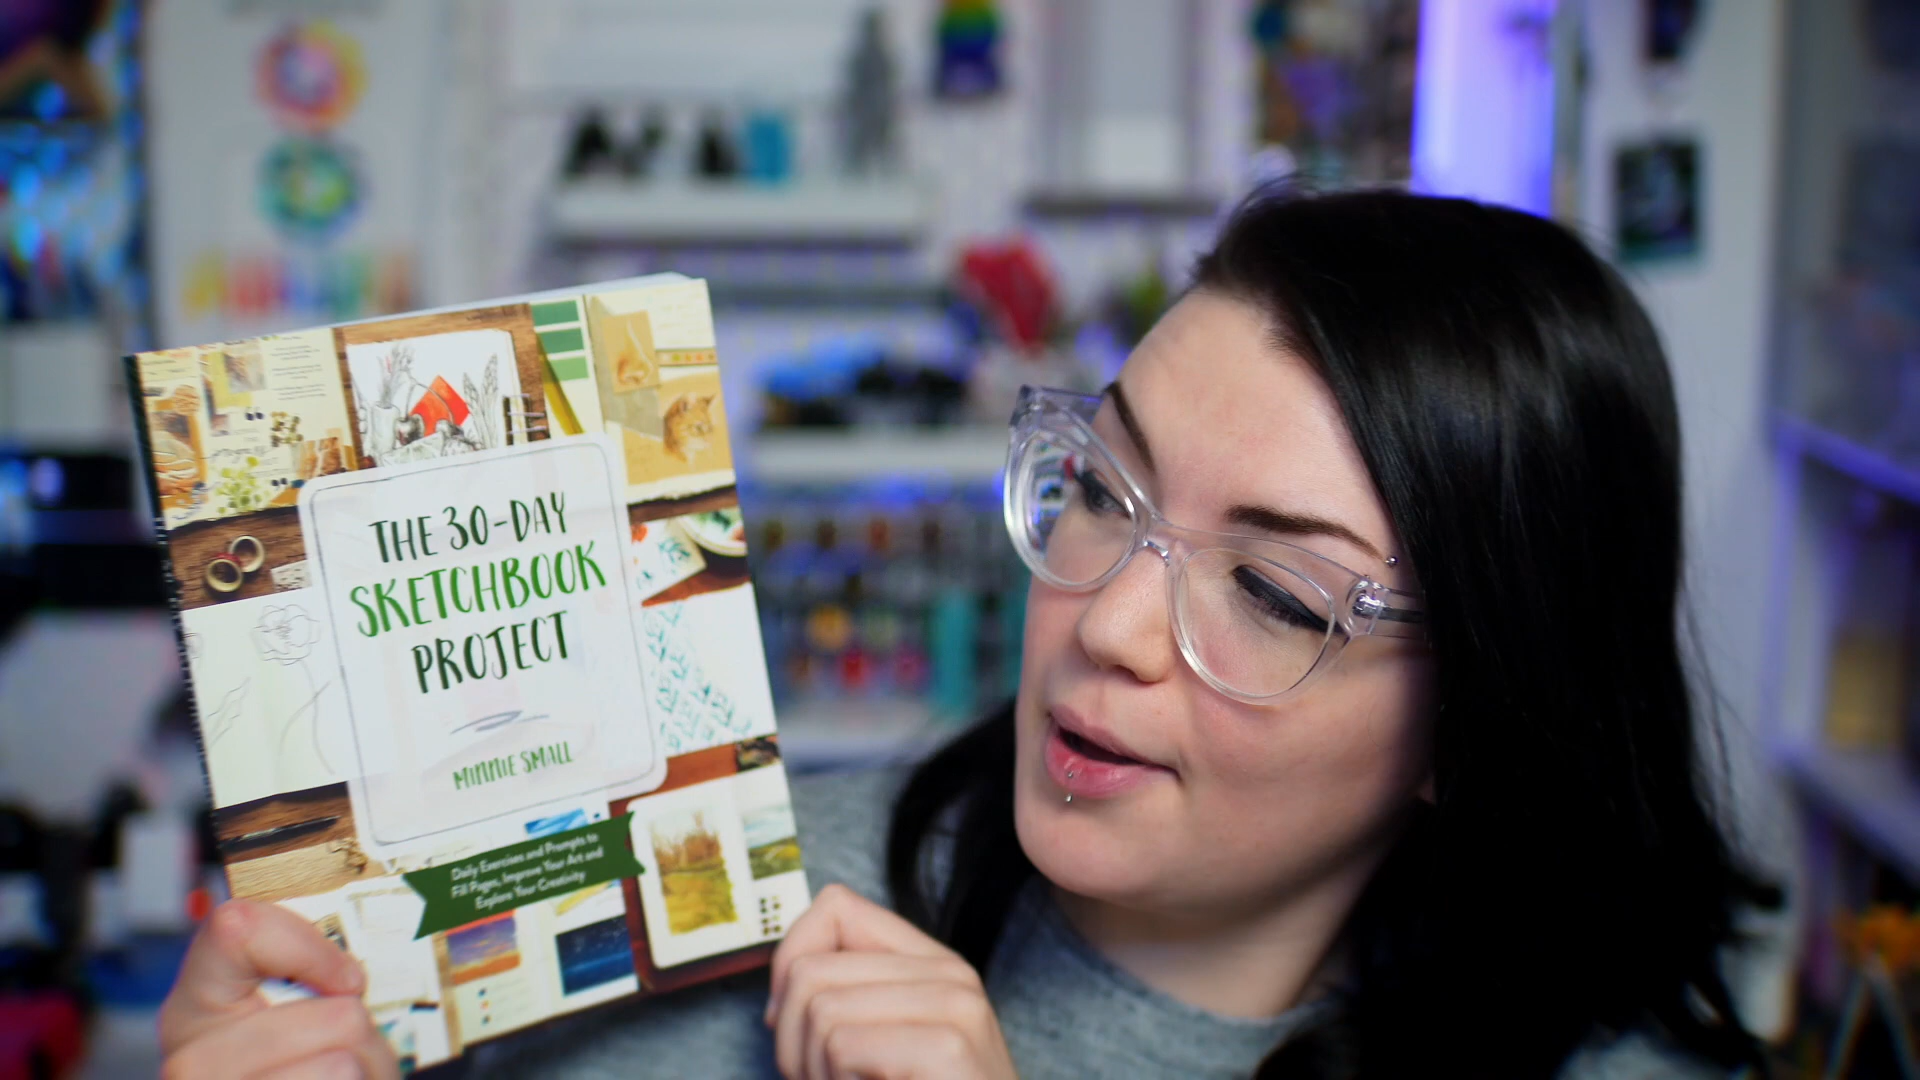 THE 30-DAY
SKETCHBOOK
PROJECT
MINNIE SMALL
Daily Exercises and Prompts to
Fill Pages, Improve Your Art and
Explore Your Creativity